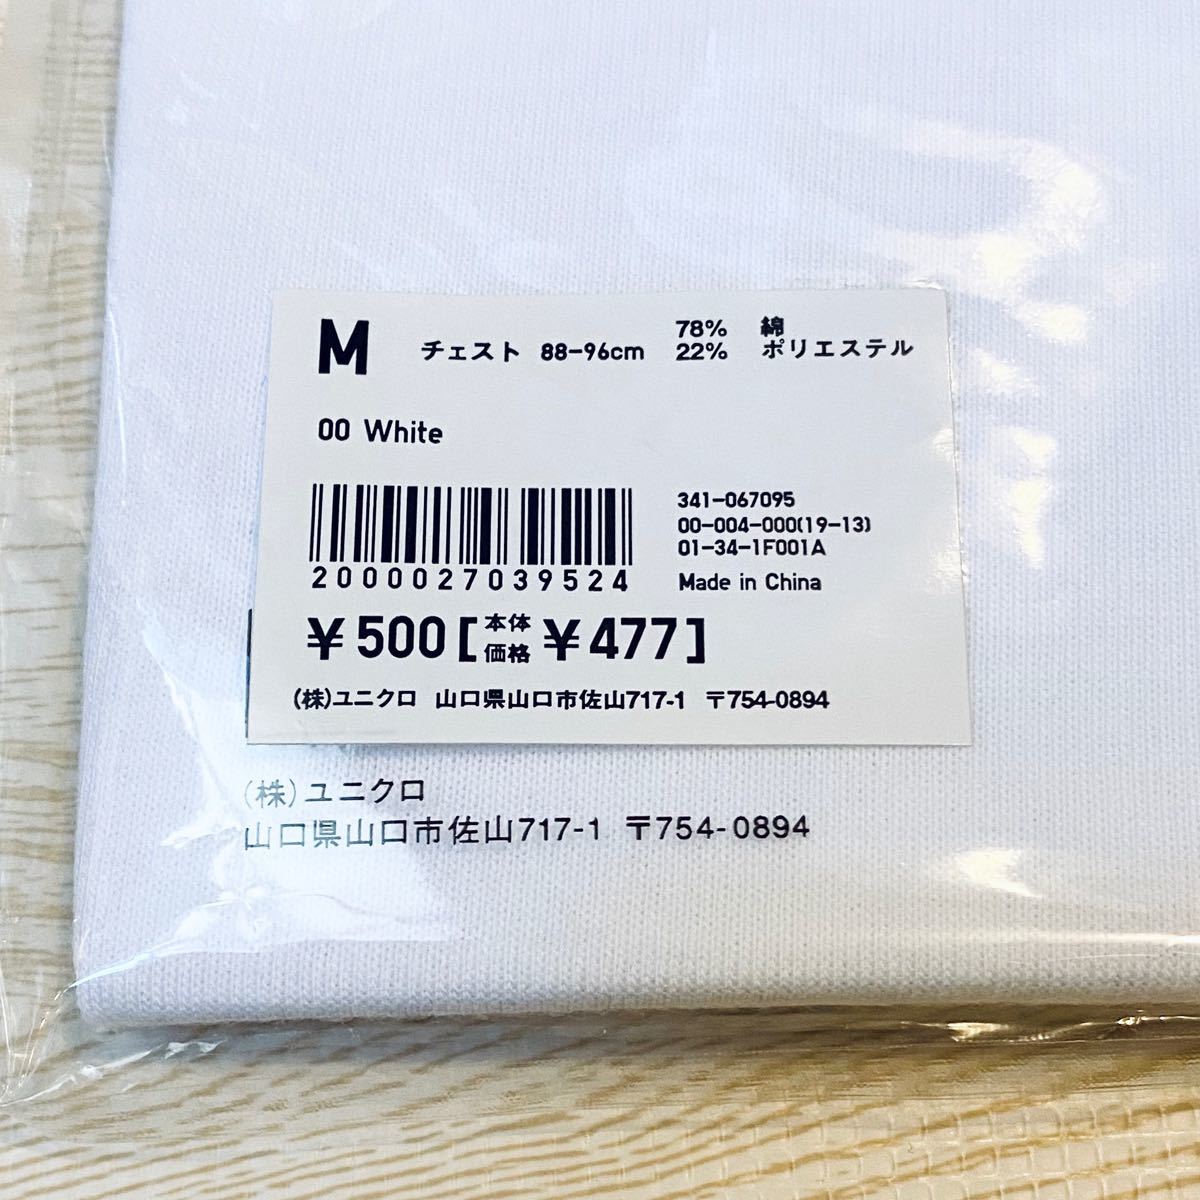 M チェスト 88-96cm 78% 綿
22% ポリエステル
00 White
341-067095
00-004-000(19-13)
01-34-1F001A
2000027039524
Made in China
¥500[本体価格 ¥477]
(株)ユニクロ 山口県山口市佐山717-1 〒754-0894
(株)ユニクロ
山口県山口市佐山717-1 〒754-0894